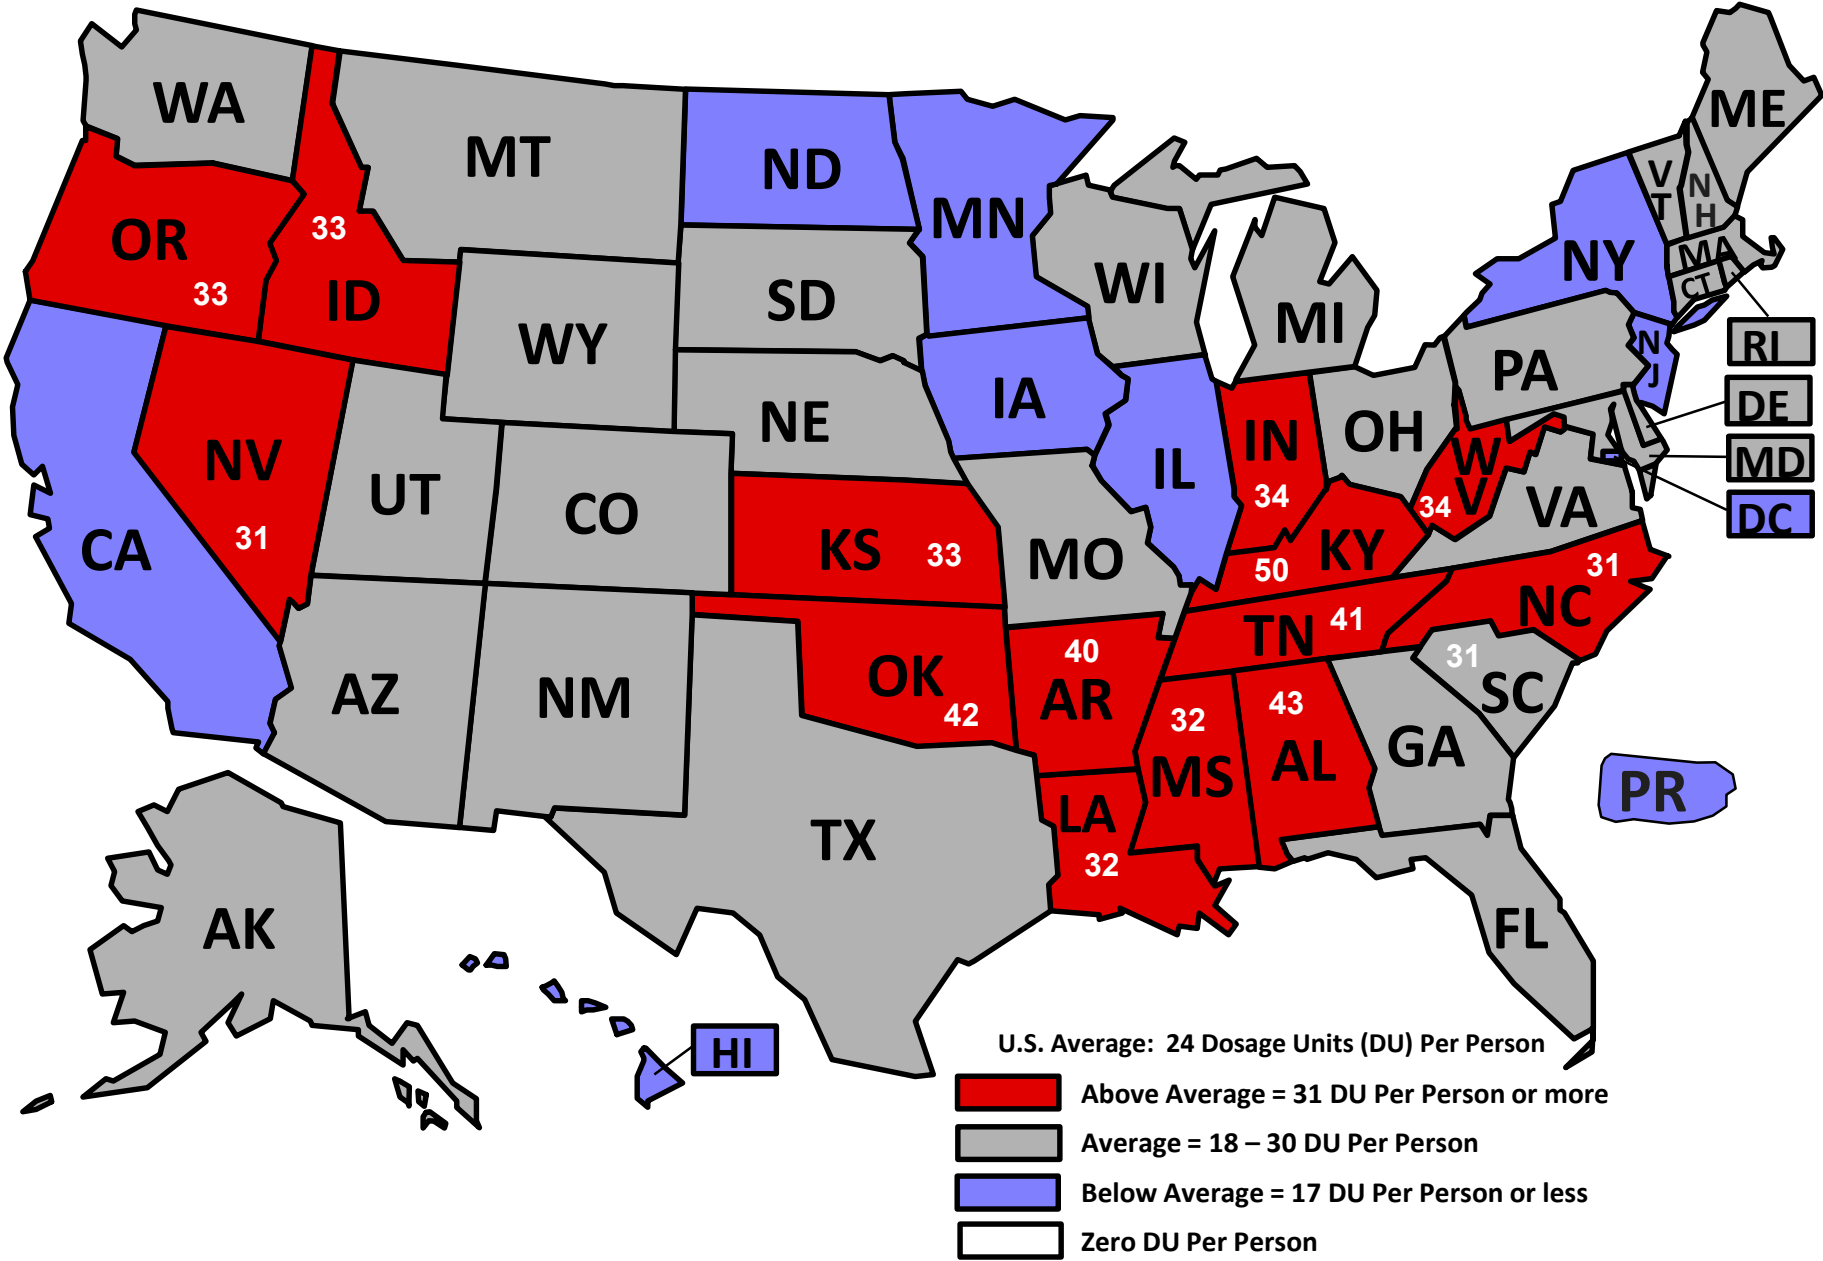 WA
MT
ND
MN
ME
V
T
N
H
OR
33
33
ID
WY
SD
WI
MI
NY
MA
CT
RI
PA
N
J
DE
MD
DC
NV
31
UT
CO
NE
IA
IL
IN
34
OH
W
V
34
VA
CA
KS
33
MO
KY
50
31
NC
TN
41
AZ
NM
OK
42
40
AR
32
MS
43
AL
31
SC
GA
PR
TX
LA
32
FL
AK
HI
U.S. Average: 24 Dosage Units (DU) Per Person
Above Average = 31 DU Per Person or more
Average = 18 – 30 DU Per Person
Below Average = 17 DU Per Person or less
Zero DU Per Person